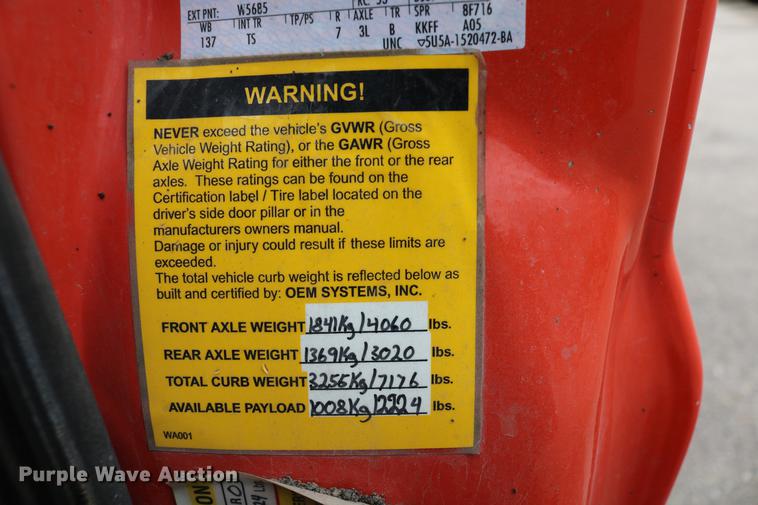 EXT PNT: W5685
WB INT TR TP/PS R AXLE TR SPR 8F716
137 TS 7 3L B KKFF A05
UNC ▽5U5A-1520472-BA
WARNING!
NEVER exceed the vehicle's GVWR (Gross
Vehicle Weight Rating), or the GAWR (Gross
Axle Weight Rating for either the front or the rear
axles. These ratings can be found on the
Certification label / Tire label located on the
driver's side door pillar or in the
manufacturers owners manual.
Damage or injury could result if these limits are
exceeded.
The total vehicle curb weight is reflected below as
built and certified by: OEM SYSTEMS, INC.
FRONT AXLE WEIGHT 1841Kg/4060 lbs.
REAR AXLE WEIGHT 1369Kg/3020 lbs.
TOTAL CURB WEIGHT 3255Kg/7176 lbs.
AVAILABLE PAYLOAD 1008Kg/2224 lbs.
WA001
Purple Wave Auction